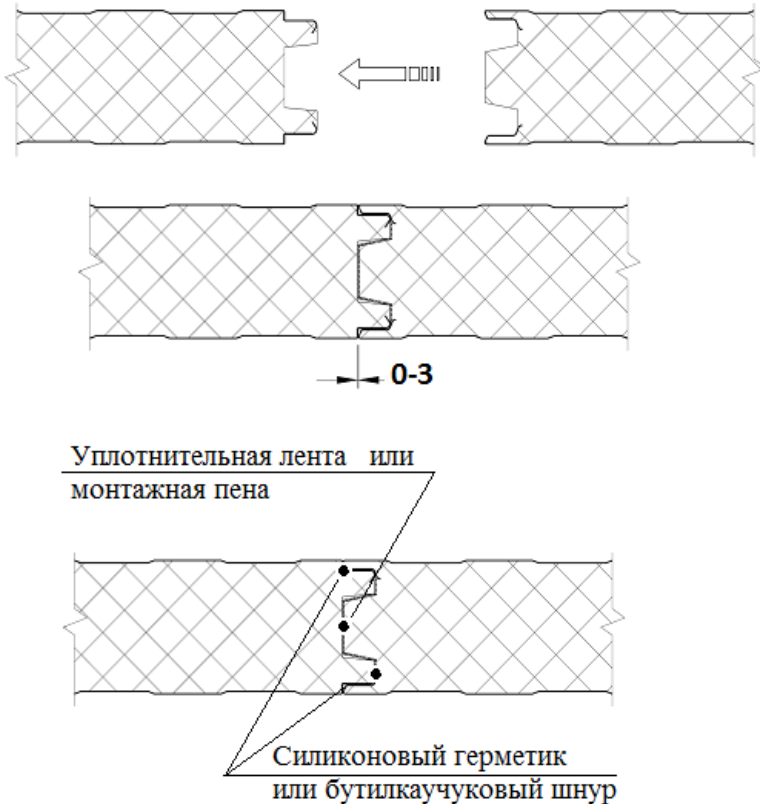 0-3
Уплотнительная лента или
монтажная пена
Силиконовый герметик
или бутилкаучуковый шнур